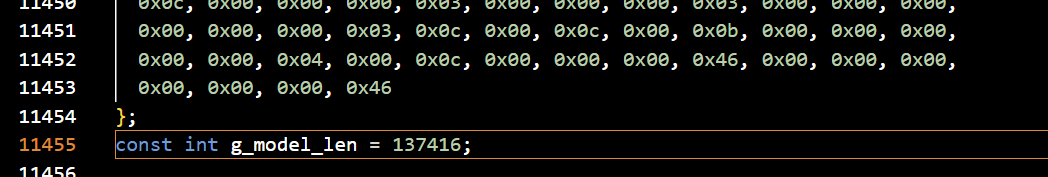 11450 0x0c, 0x00, 0x00, 0x00, 0x03, 0x00, 0x00, 0x00, 0x03, 0x00, 0x00, 0x00,
11451 0x00, 0x00, 0x03, 0x0c, 0x00, 0x0c, 0x00, 0x0b, 0x00, 0x00, 0x00,
11452 0x00, 0x00, 0x04, 0x00, 0x0c, 0x00, 0x00, 0x00, 0x46, 0x00, 0x00, 0x00,
11453 0x00, 0x00, 0x00, 0x46
11454 };
11455 const int g_model_len = 137416;
11456